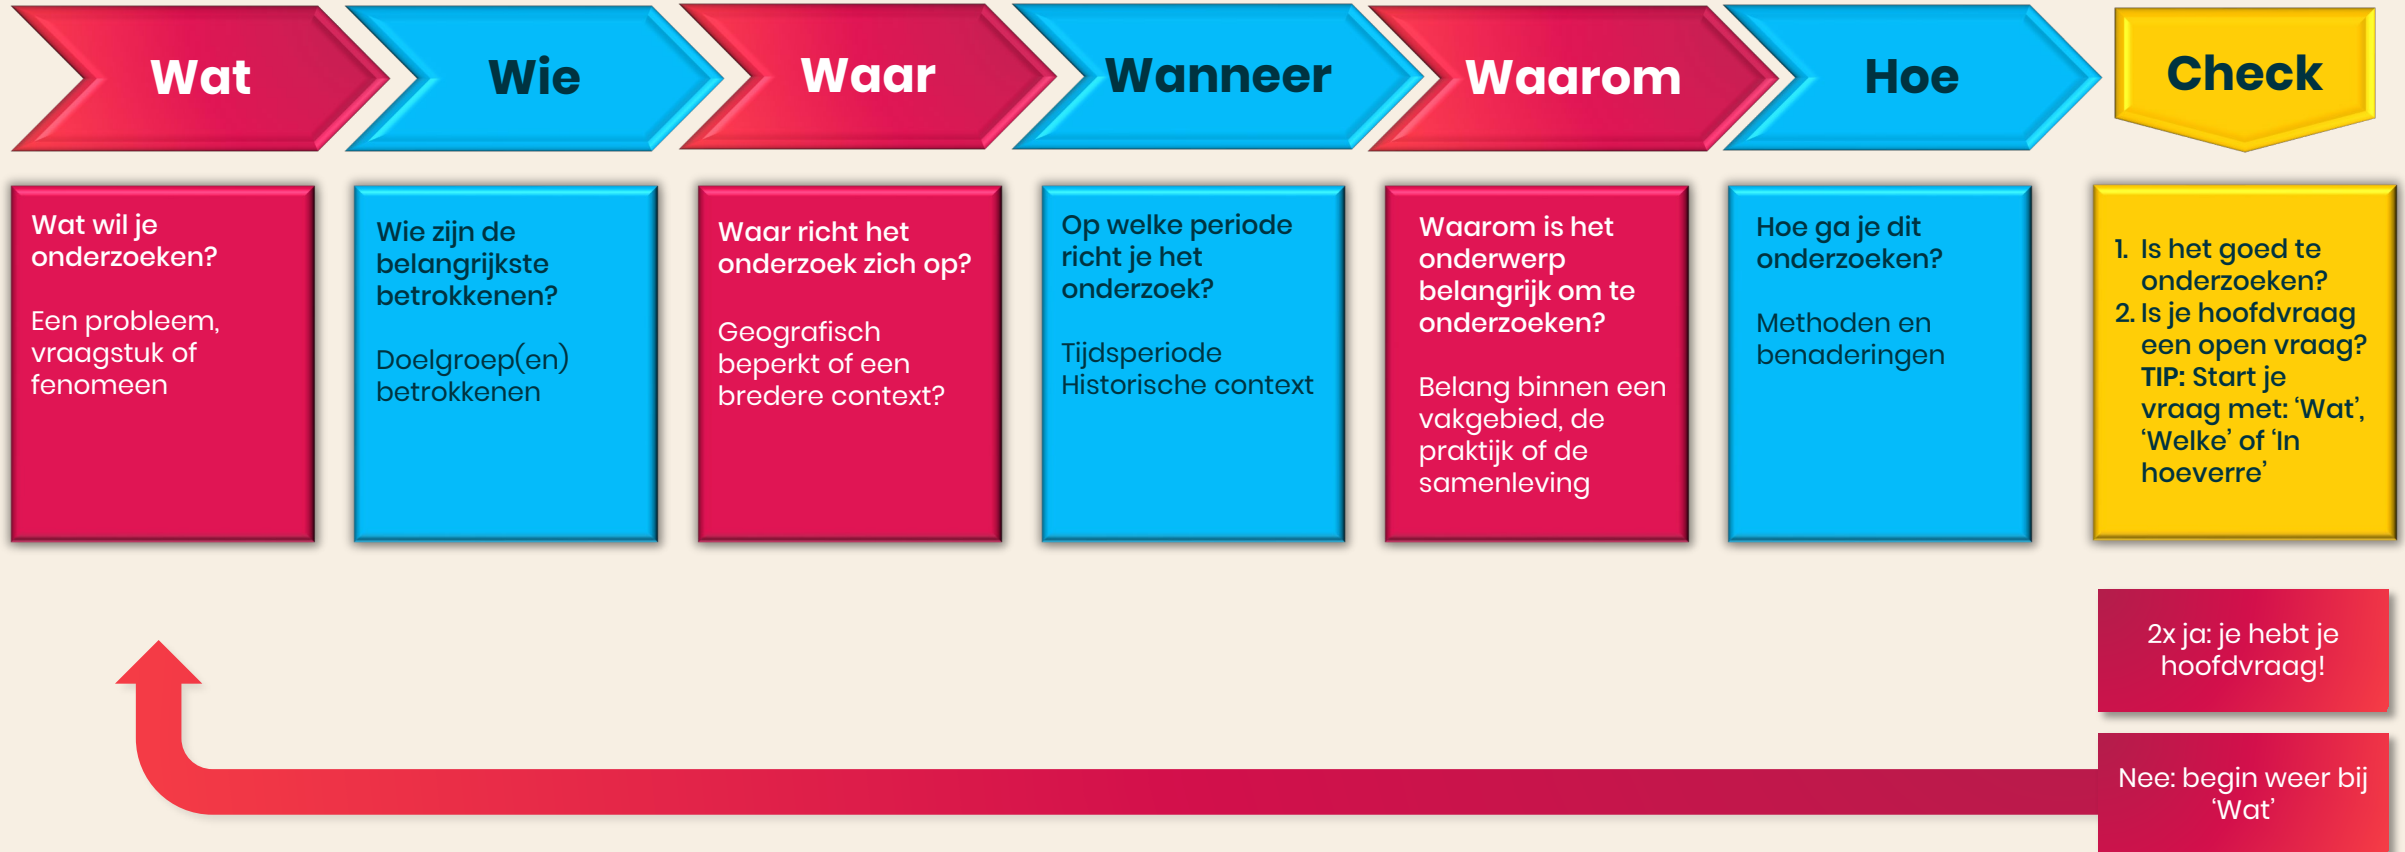 Wat
Wie
Waar
Wanneer
Waarom
Hoe
Check
Wat wil je
onderzoeken?
Een probleem,
vraagstuk of
fenomeen
Wie zijn de
belangrijkste
betrokkenen?
Doelgroep(en)
betrokkenen
Waar richt het
onderzoek zich op?
Geografisch
beperkt of een
bredere context?
Op welke periode
richt je het
onderzoek?
Tijdsperiode
Historische context
Waarom is het
onderwerp
belangrijk om te
onderzoeken?
Belang binnen een
vakgebied, de
praktijk of de
samenleving
Hoe ga je dit
onderzoeken?
Methoden en
benaderingen
1. Is het goed te
onderzoeken?
2. Is je hoofdvraag
een open vraag?
TIP: Start je
vraag met: ‘Wat’,
‘Welke’ of ‘In
hoeverre’
2x ja: je hebt je
hoofdvraag!
Nee: begin weer bij
‘Wat’